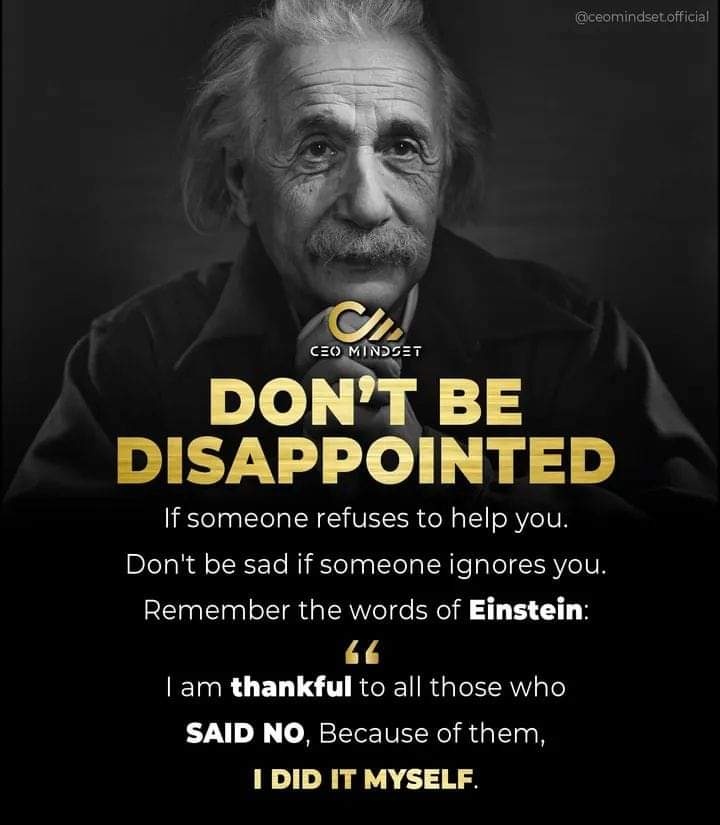 @ceomindset.official
CEO MINDSET
DON'T BE
DISAPPOINTED
If someone refuses to help you.
Don't be sad if someone ignores you.
Remember the words of Einstein:
“
I am thankful to all those who
SAID NO, Because of them,
I DID IT MYSELF.